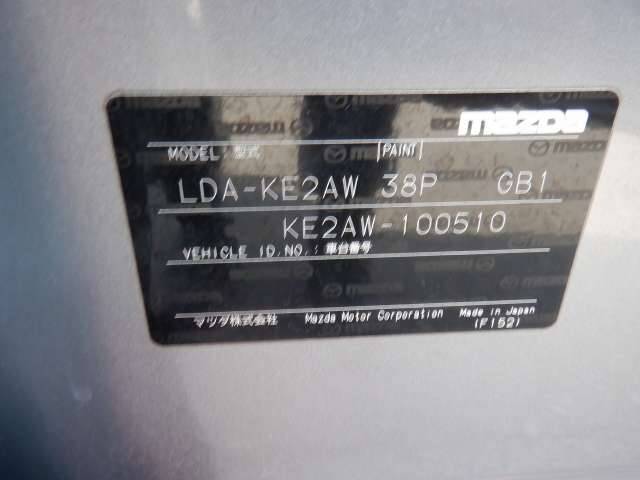 mazda
MODEL : 型式 PAINT
LDA-KE2AW 38P GB1
KE2AW-100510
VEHICLE ID.NO. : 車台番号
マツダ株式会社 Mazda Motor Corporation Made in Japan
(F152)